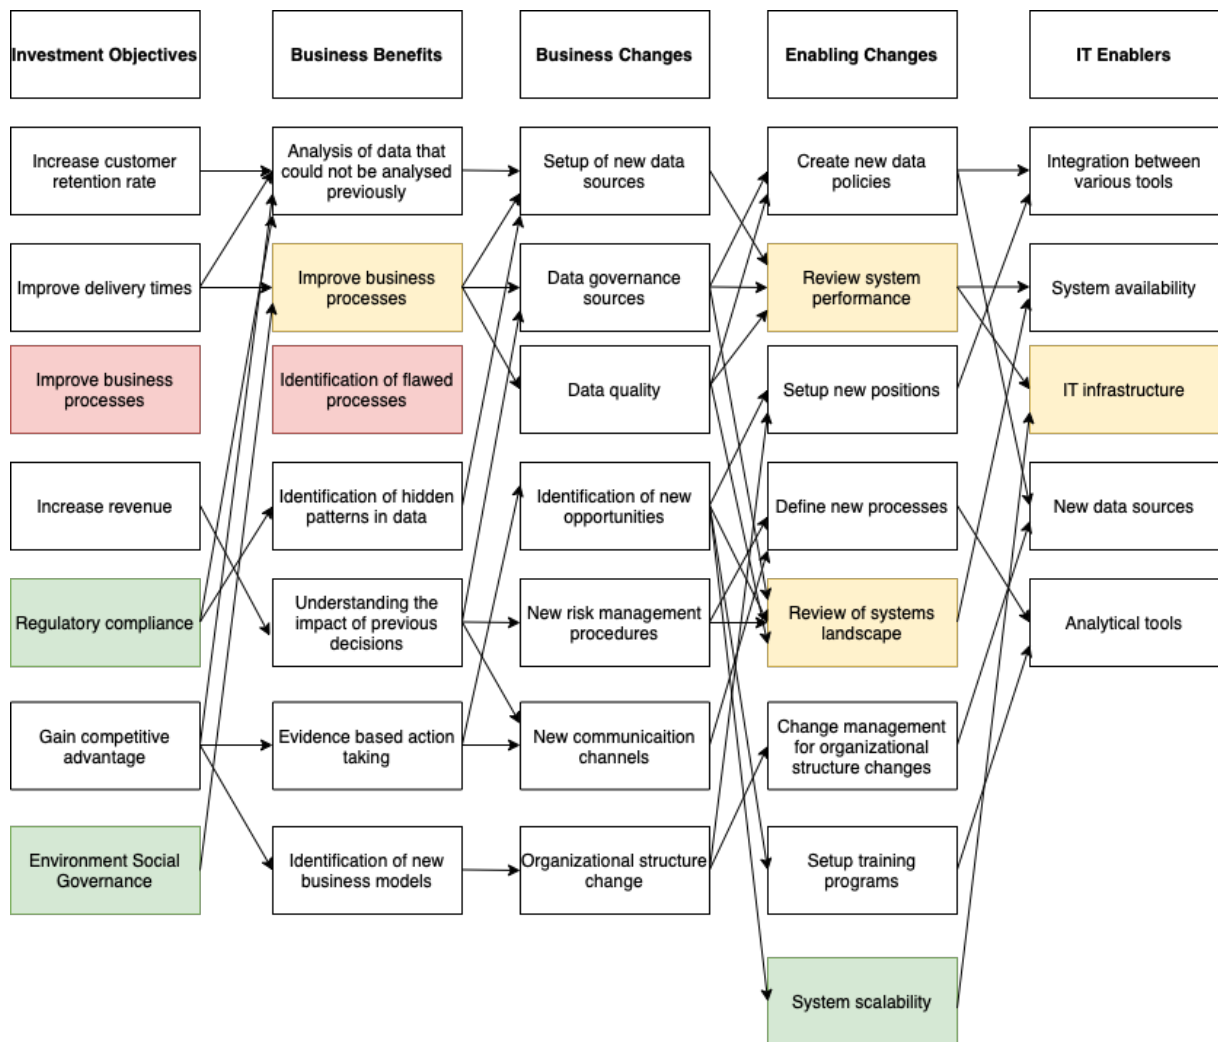 Investment Objectives
Business Benefits
Business Changes
Enabling Changes
IT Enablers
Increase customer
retention rate
Analysis of data that
could not be analysed
previously
Setup of new data
sources
Create new data
policies
Integration between
various tools
Improve delivery times
Improve business
processes
Data governance
sources
Review system
performance
System availability
Improve business
processes
Identification of flawed
processes
Data quality
Setup new positions
IT infrastructure
Increase revenue
Identification of hidden
patterns in data
Identification of new
opportunities
Define new processes
New data sources
Regulatory compliance
Understanding the
impact of previous
decisions
New risk management
procedures
Review of systems
landscape
Analytical tools
Gain competitive
advantage
Evidence based action
taking
New communicaition
channels
Change management
for organizational
structure changes
Environment Social
Governance
Identification of new
business models
Organizational structure
change
Setup training
programs
System scalability